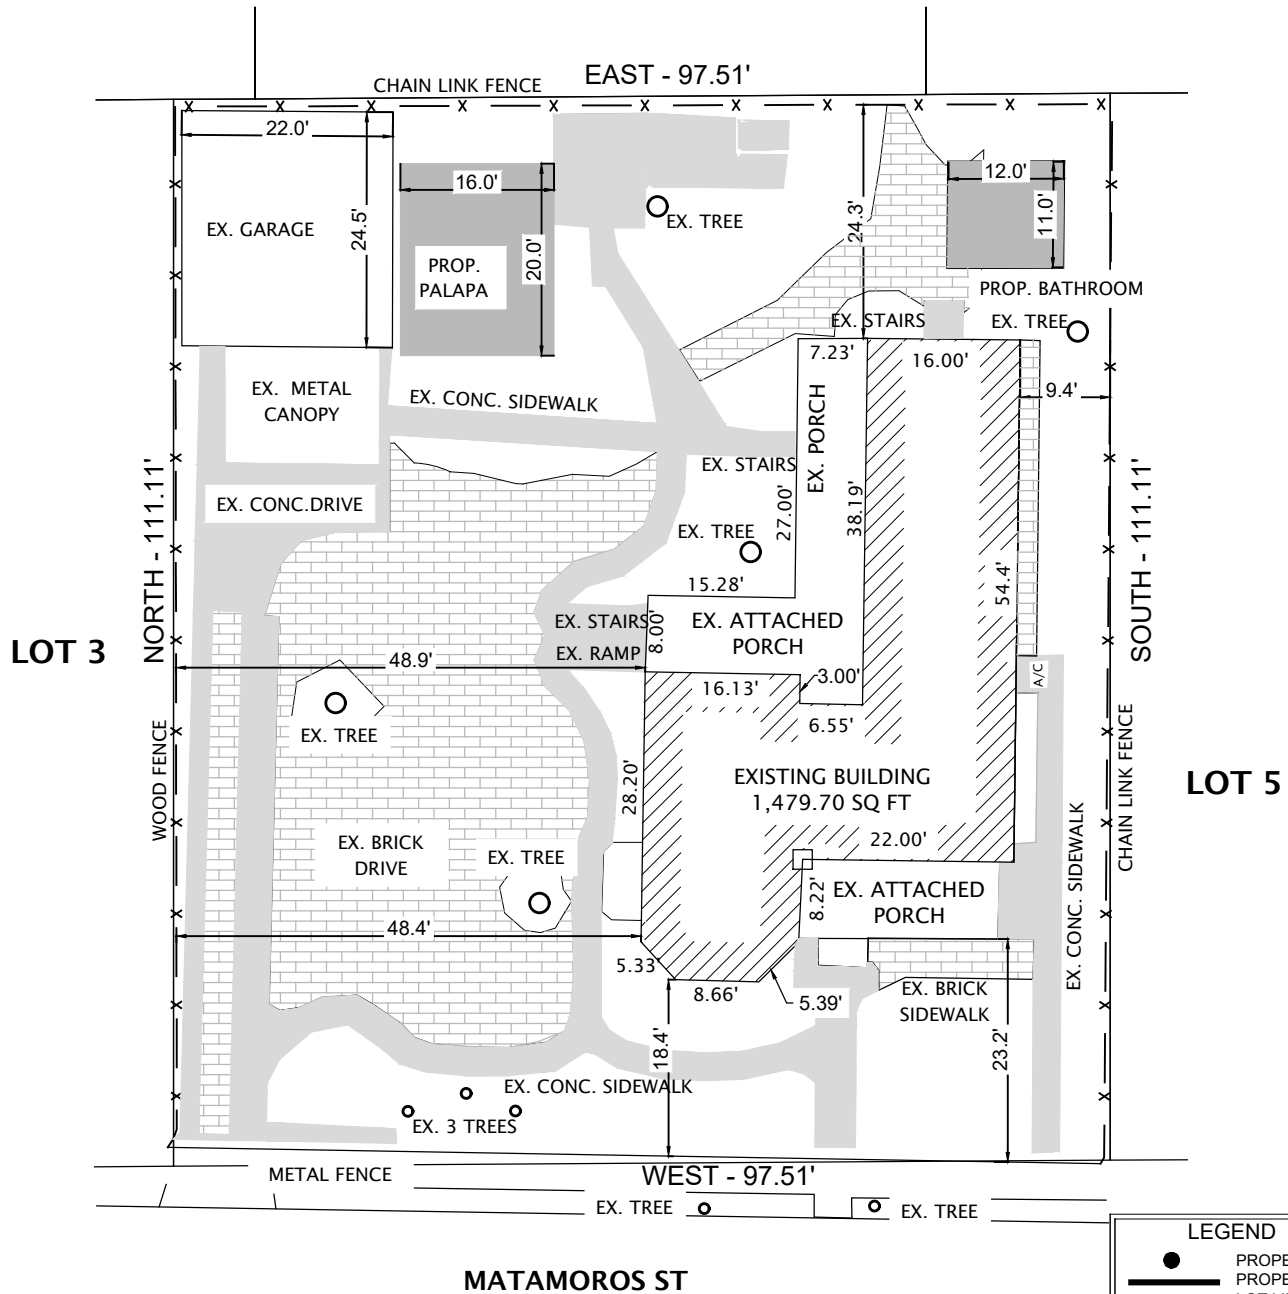 EAST - 97.51'
CHAIN LINK FENCE
22.0'
EX. GARAGE
24.5'
16.0'
20.0'
PROP.
PALAPA
EX. TREE
24.3'
12.0'
11.0'
PROP. BATHROOM
EX. TREE
EX. STAIRS
7.23'
16.00'
9.4'
EX. METAL
CANOPY
EX. CONC. SIDEWALK
EX. PORCH
EX. STAIRS
27.00'
38.19'
EX. CONC.DRIVE
EX. TREE
NORTH - 111.11'
SOUTH - 111.11'
15.28'
54.4'
EX. STAIRS
8.00'
EX. ATTACHED
PORCH
LOT 3
EX. RAMP
48.9'
A/C
16.13'
3.00'
6.55'
EX. TREE
WOOD FENCE
28.20'
EXISTING BUILDING
1,479.70 SQ FT
CHAIN LINK FENCE
LOT 5
EX. BRICK
DRIVE
EX. TREE
22.00'
8.22'
EX. ATTACHED
PORCH
EX. CONC. SIDEWALK
48.4'
5.33'
8.66'
5.39'
EX. BRICK
SIDEWALK
18.4'
23.2'
EX. CONC. SIDEWALK
EX. 3 TREES
METAL FENCE
WEST - 97.51'
EX. TREE
EX. TREE
MATAMOROS ST
LEGEND
PROPE
PROPE